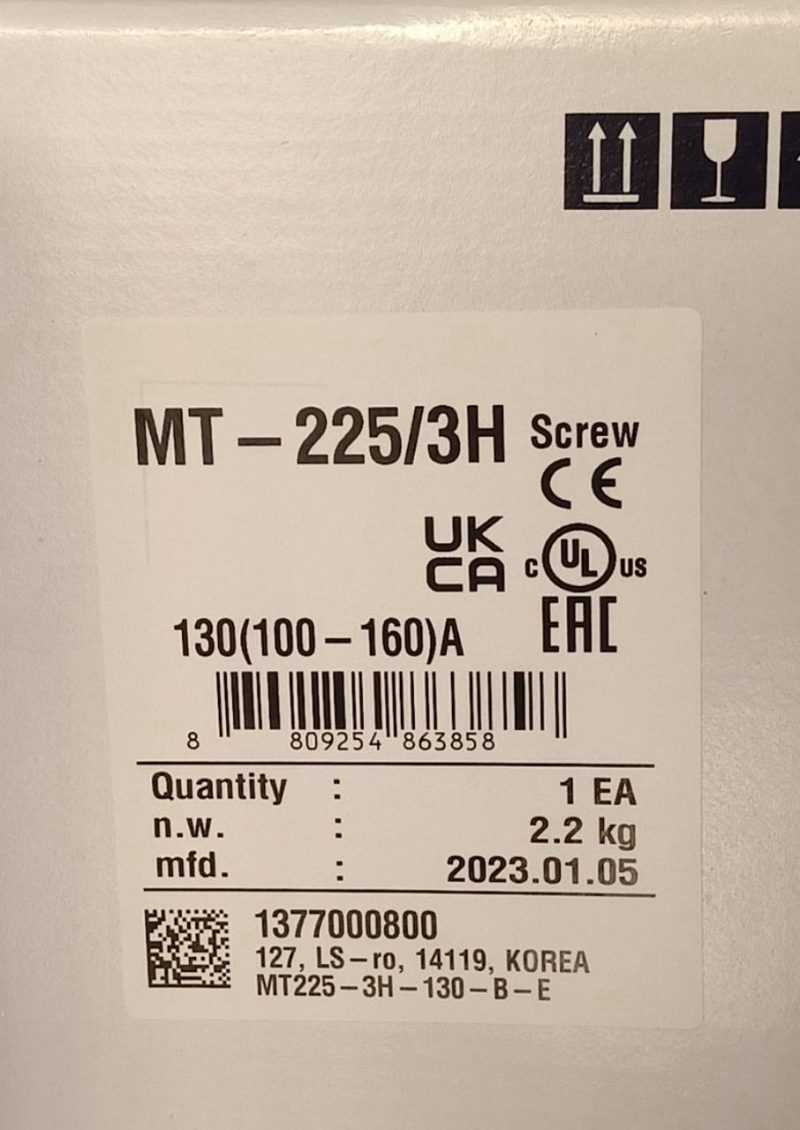 MT-225/3H Screw
CE
UK
CA
c UL us
EAC
130(100-160)A
8 809254 863858
Quantity : 1 EA
n.w. : 2.2 kg
mfd. : 2023.01.05
1377000800
127, LS-ro, 14119, KOREA
MT225-3H-130-B-E